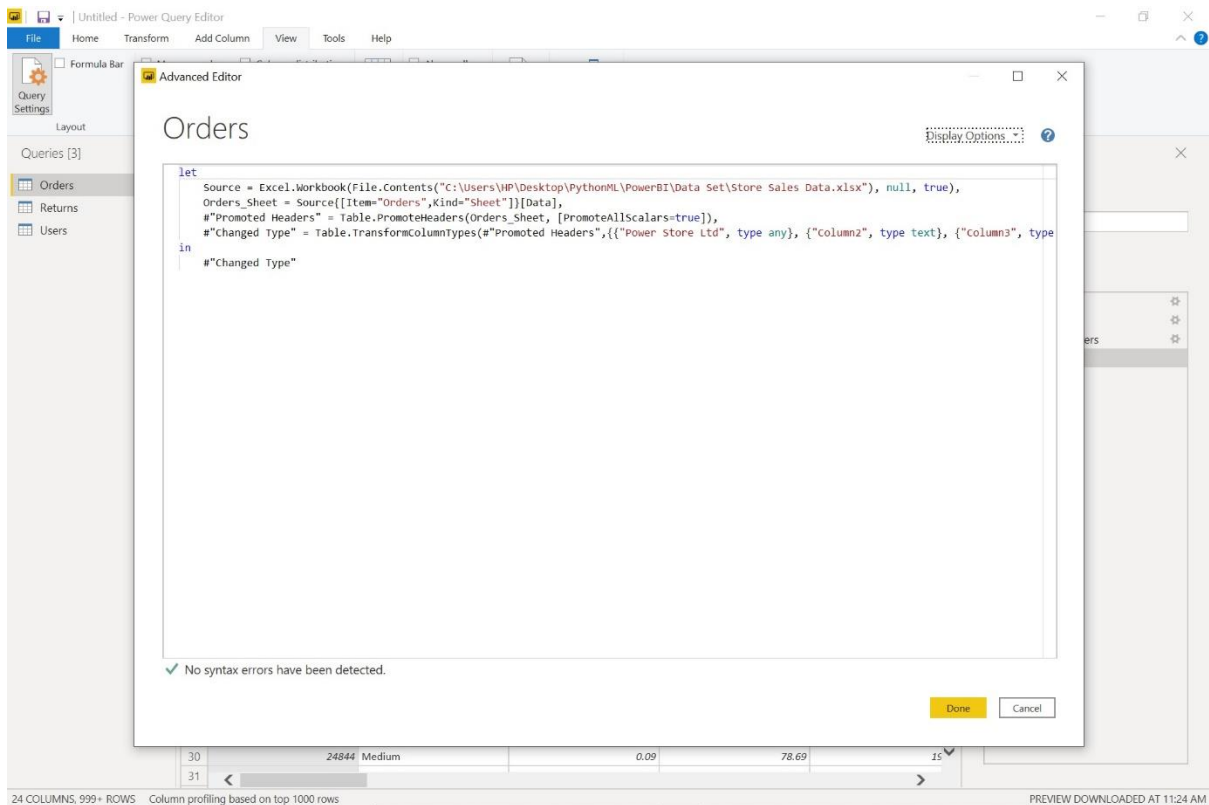 Untitled - Power Query Editor
File Home Transform Add Column View Tools Help
Formula Bar
Query
Settings
Layout
Queries [3]
Orders
Returns
Users
Advanced Editor
Orders
Display Options
let
Source = Excel.Workbook(File.Contents("C:\Users\HP\Desktop\PythonML\PowerBI\Data Set\Store Sales Data.xlsx"), null, true),
Orders_Sheet = Source{[Item="Orders",Kind="Sheet"]}[Data],
#"Promoted Headers" = Table.PromoteHeaders(Orders_Sheet, [PromoteAllScalars=true]),
#"Changed Type" = Table.TransformColumnTypes(#"Promoted Headers",{{"Power Store Ltd", type any}, {"Column2", type text}, {"Column3", type
in
#"Changed Type"
ers
No syntax errors have been detected.
Done Cancel
30 24844 Medium 0.09 78.69
31
24 COLUMNS, 999+ ROWS Column profiling based on top 1000 rows PREVIEW DOWNLOADED AT 11:24 AM